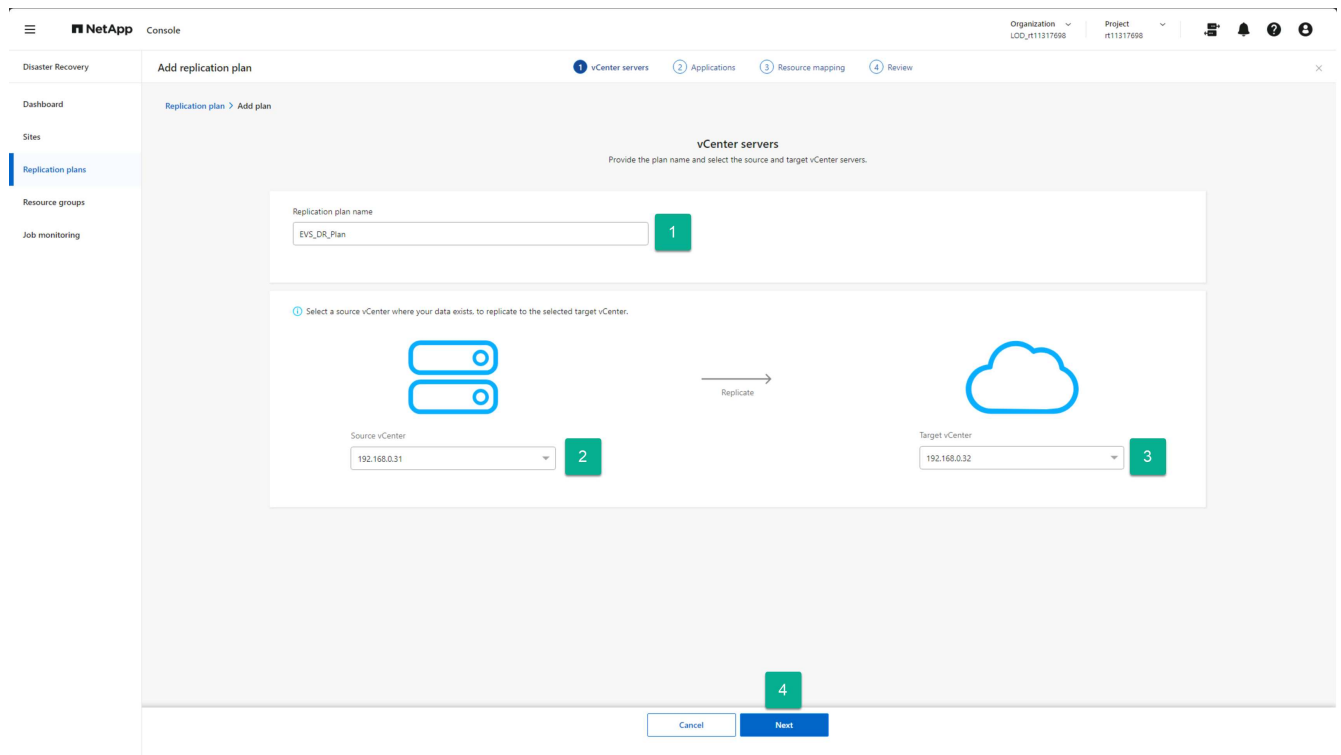 NetApp Console
Organization
LOD_rt11317698
Project
rt11317698
Disaster Recovery
Add replication plan
1 vCenter servers
2 Applications
3 Resource mapping
4 Review
Dashboard
Sites
Replication plans
Resource groups
Job monitoring
Replication plan > Add plan
vCenter servers
Provide the plan name and select the source and target vCenter servers.
Replication plan name
EVS_DR_Plan
1
Select a source vCenter where your data exists, to replicate to the selected target vCenter.
Replicate
Source vCenter
192.168.0.31
2
Target vCenter
192.168.0.32
3
4
Cancel
Next